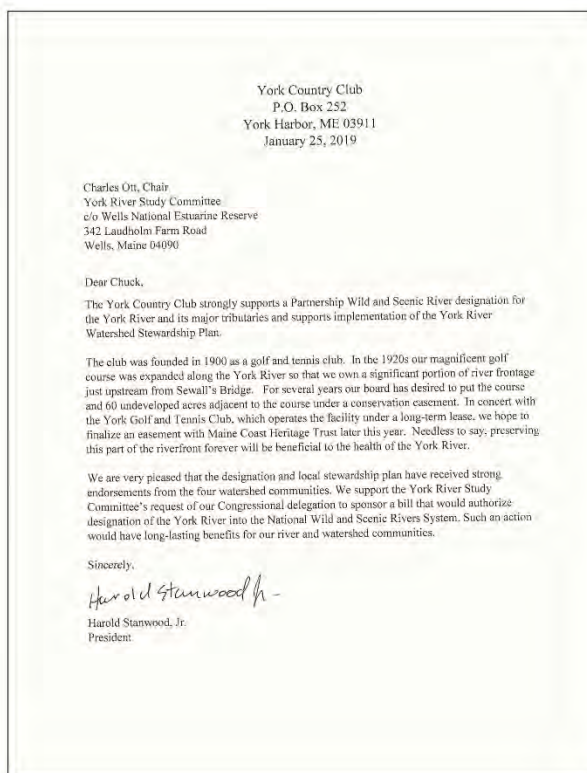 York Country Club
P.O. Box 252
York Harbor, ME 03911
January 25, 2019
Charles Ott, Chair
York River Study Committee
c/o Wells National Estuarine Reserve
342 Laudholm Farm Road
Wells, Maine 04090
Dear Chuck,
The York Country Club strongly supports a Partnership Wild and Scenic River designation for
the York River and its major tributaries and supports implementation of the York River
Watershed Stewardship Plan.
The club was founded in 1900 as a golf and tennis club. In the 1920s our magnificent golf
course was expanded along the York River so that we own a significant portion of river frontage
just upstream from Sewall's Bridge. For several years our board has desired to put the course
and 60 undeveloped acres adjacent to the course under a conservation easement. In concert with
the York Golf and Tennis Club, which operates the facility under a long-term lease, we hope to
finalize an easement with Maine Coast Heritage Trust later this year. Needless to say, preserving
this part of the riverfront forever will be beneficial to the health of the York River.
We are very pleased that the designation and local stewardship plan have received strong
endorsements from the four watershed communities. We support the York River Study
Committee's request of our Congressional delegation to sponsor a bill that would authorize
designation of the York River into the National Wild and Scenic Rivers System. Such an action
would have long-lasting benefits for our river and watershed communities.
Sincerely,
Harold Stanwood Jr
Harold Stanwood, Jr.
President